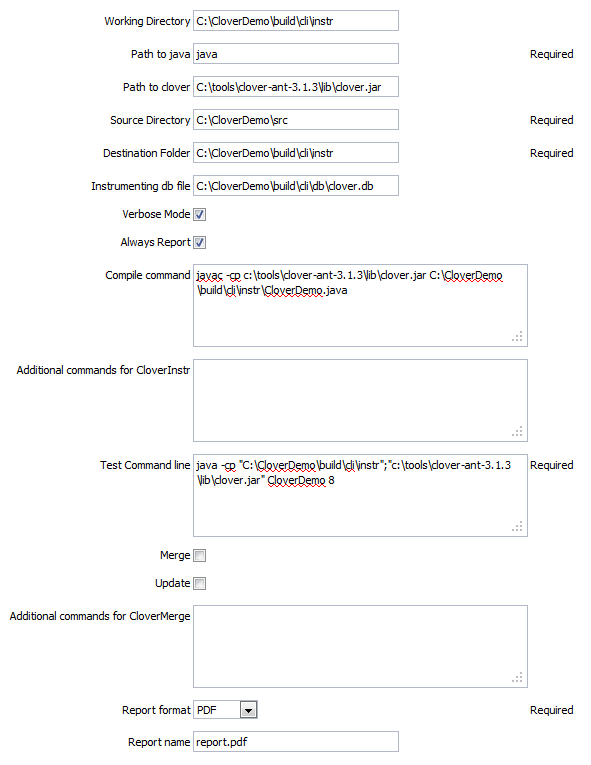 Working Directory C:\CloverDemo\build\cli\instr
Path to java java Required
Path to clover C:\tools\clover-ant-3.1.3\lib\clover.jar
Source Directory C:\CloverDemo\src Required
Destination Folder C:\CloverDemo\build\cli\instr Required
Instrumenting db file C:\CloverDemo\build\cli\db\clover.db
Verbose Mode
Always Report
Compile command javac -cp c:\tools\clover-ant-3.1.3\lib\clover.jar C:\CloverDemo
\build\cli\instr\CloverDemo.java
Additional commands for CloverInstr
Test Command line java -cp "C:\CloverDemo\build\cli\instr";"c:\tools\clover-ant-3.1.3 Required
\lib\clover.jar" CloverDemo 8
Merge
Update
Additional commands for CloverMerge
Report format PDF Required
Report name report.pdf